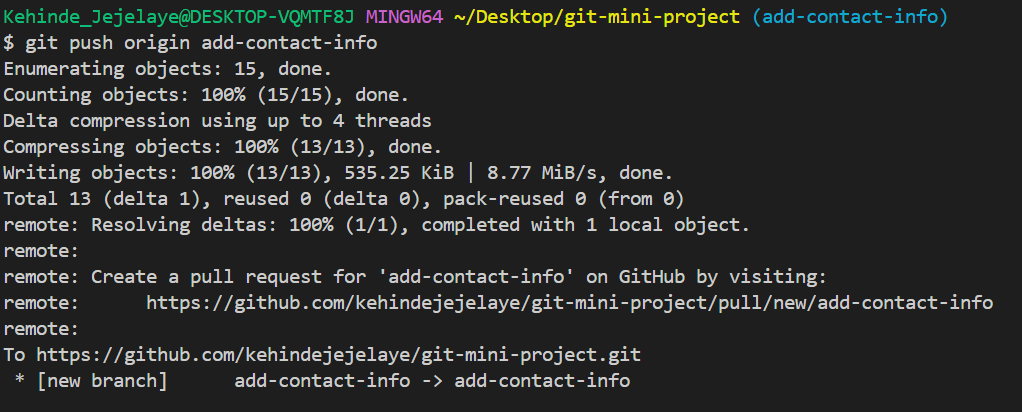 Kehinde_Jejelaye@DESKTOP-VQMTF8J MINGW64 ~/Desktop/git-mini-project (add-contact-info)
$ git push origin add-contact-info
Enumerating objects: 15, done.
Counting objects: 100% (15/15), done.
Delta compression using up to 4 threads
Compressing objects: 100% (13/13), done.
Writing objects: 100% (13/13), 535.25 KiB | 8.77 MiB/s, done.
Total 13 (delta 1), reused 0 (delta 0), pack-reused 0 (from 0)
remote: Resolving deltas: 100% (1/1), completed with 1 local object.
remote:
remote: Create a pull request for 'add-contact-info' on GitHub by visiting:
remote:      https://github.com/kehindejejelaye/git-mini-project/pull/new/add-contact-info
remote:
To https://github.com/kehindejejelaye/git-mini-project.git
 * [new branch]      add-contact-info -> add-contact-info